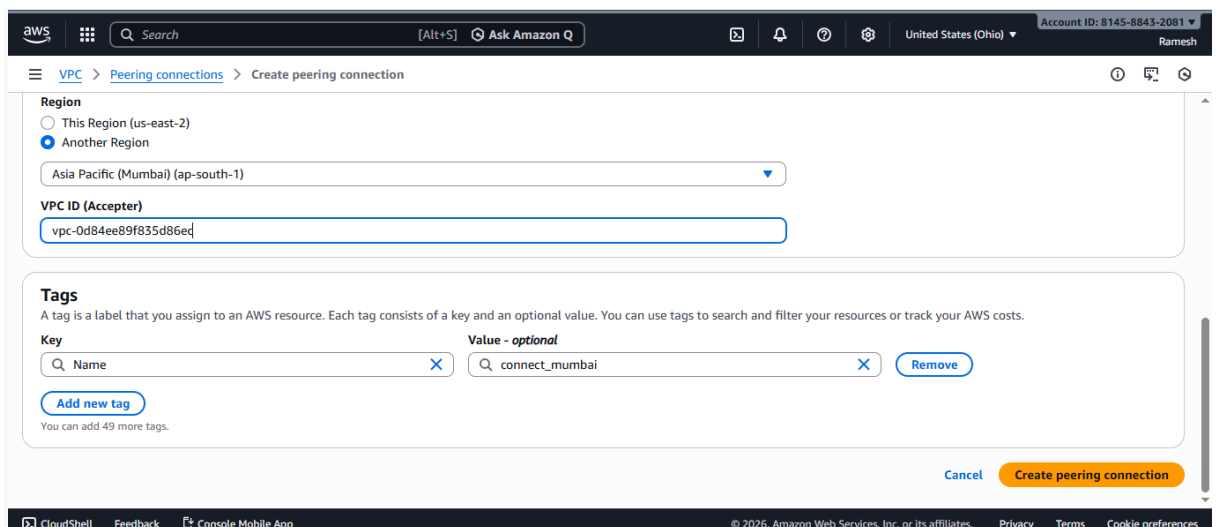 aws Search [Alt+S] Ask Amazon Q United States (Ohio) ▼ Account ID: 8145-8843-2081 ▼
Ramesh
VPC > Peering connections > Create peering connection
Region
This Region (us-east-2)
Another Region
Asia Pacific (Mumbai) (ap-south-1)
VPC ID (Accepter)
vpc-0d84ee89f835d86ec
Tags
A tag is a label that you assign to an AWS resource. Each tag consists of a key and an optional value. You can use tags to search and filter your resources or track your AWS costs.
Key Value - optional
Name connect_mumbai Remove
Add new tag
You can add 49 more tags.
Cancel Create peering connection
CloudShell Feedback Console Mobile App © 2026, Amazon Web Services, Inc. or its affiliates. Privacy Terms Cookie preferences